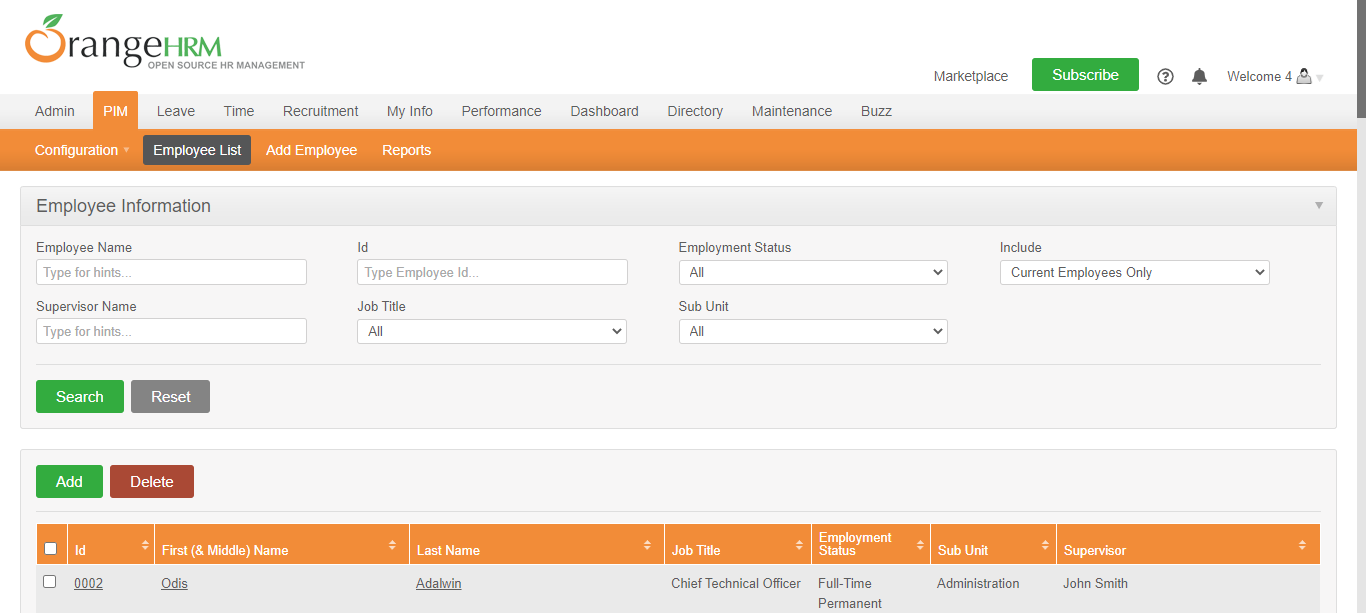 OrangeHRM
OPEN SOURCE HR MANAGEMENT
Marketplace Subscribe Welcome 4
Admin PIM Leave Time Recruitment My Info Performance Dashboard Directory Maintenance Buzz
Configuration Employee List Add Employee Reports
Employee Information
Employee Name Id Employment Status Include
Type for hints... Type Employee Id... All Current Employees Only
Supervisor Name Job Title Sub Unit
Type for hints... All All
Search Reset
Add Delete
Id First (& Middle) Name Last Name Job Title Employment Status Sub Unit Supervisor
0002 Odis Adalwin Chief Technical Officer Full-Time Permanent Administration John Smith